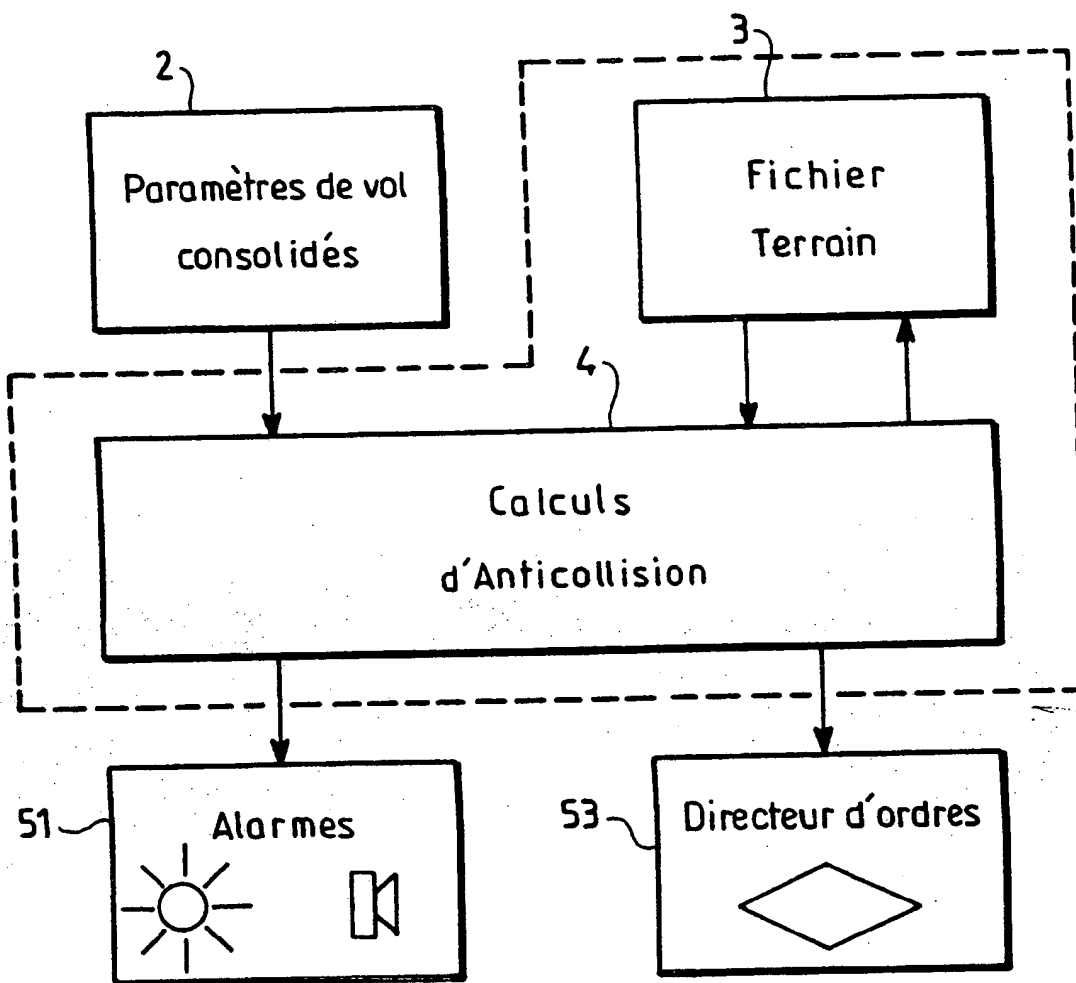 2
3
Paramètres de vol
consolidés
Fichier
Terrain
4
Calculs
d'Anticollision
51
Alarmes
53
Directeur d'ordres